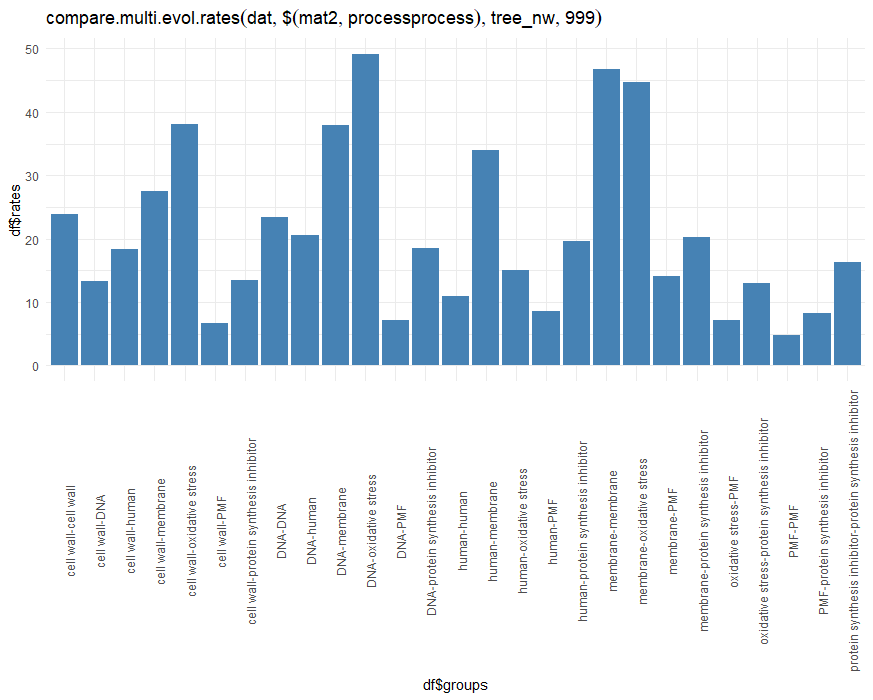 compare.multi.evol.rates(dat, $(mat2, processprocess), tree_nw, 999)
df$rates
50
40
30
20
10
0
cell wall-cell wall
cell wall-DNA
cell wall-human
cell wall-membrane
cell wall-oxidative stress
cell wall-PMF
cell wall-protein synthesis inhibitor
DNA-DNA
DNA-human
DNA-membrane
DNA-oxidative stress
DNA-PMF
DNA-protein synthesis inhibitor
human-human
human-membrane
human-oxidative stress
human-PMF
human-protein synthesis inhibitor
membrane-membrane
membrane-oxidative stress
membrane-PMF
membrane-protein synthesis inhibitor
oxidative stress-PMF
oxidative stress-protein synthesis inhibitor
PMF-PMF
PMF-protein synthesis inhibitor
protein synthesis inhibitor-protein synthesis inhibitor
df$groups